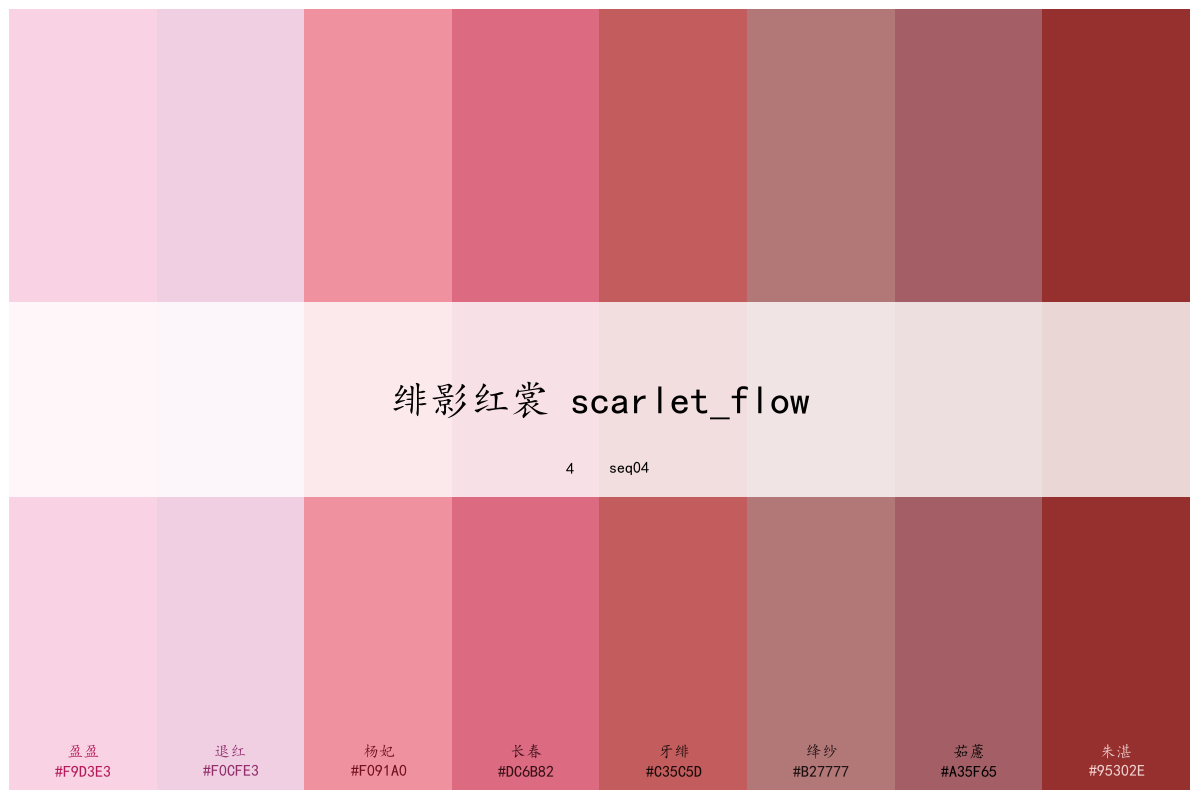 绯影红裳 scarlet_flow
4 seq04
盈盈 退红 杨妃 长春 牙绯 绛纱 茹藘 朱湛
#F9D3E3 #F0CFE3 #F091A0 #DC6B82 #C35C5D #B27777 #A35F65 #95302E